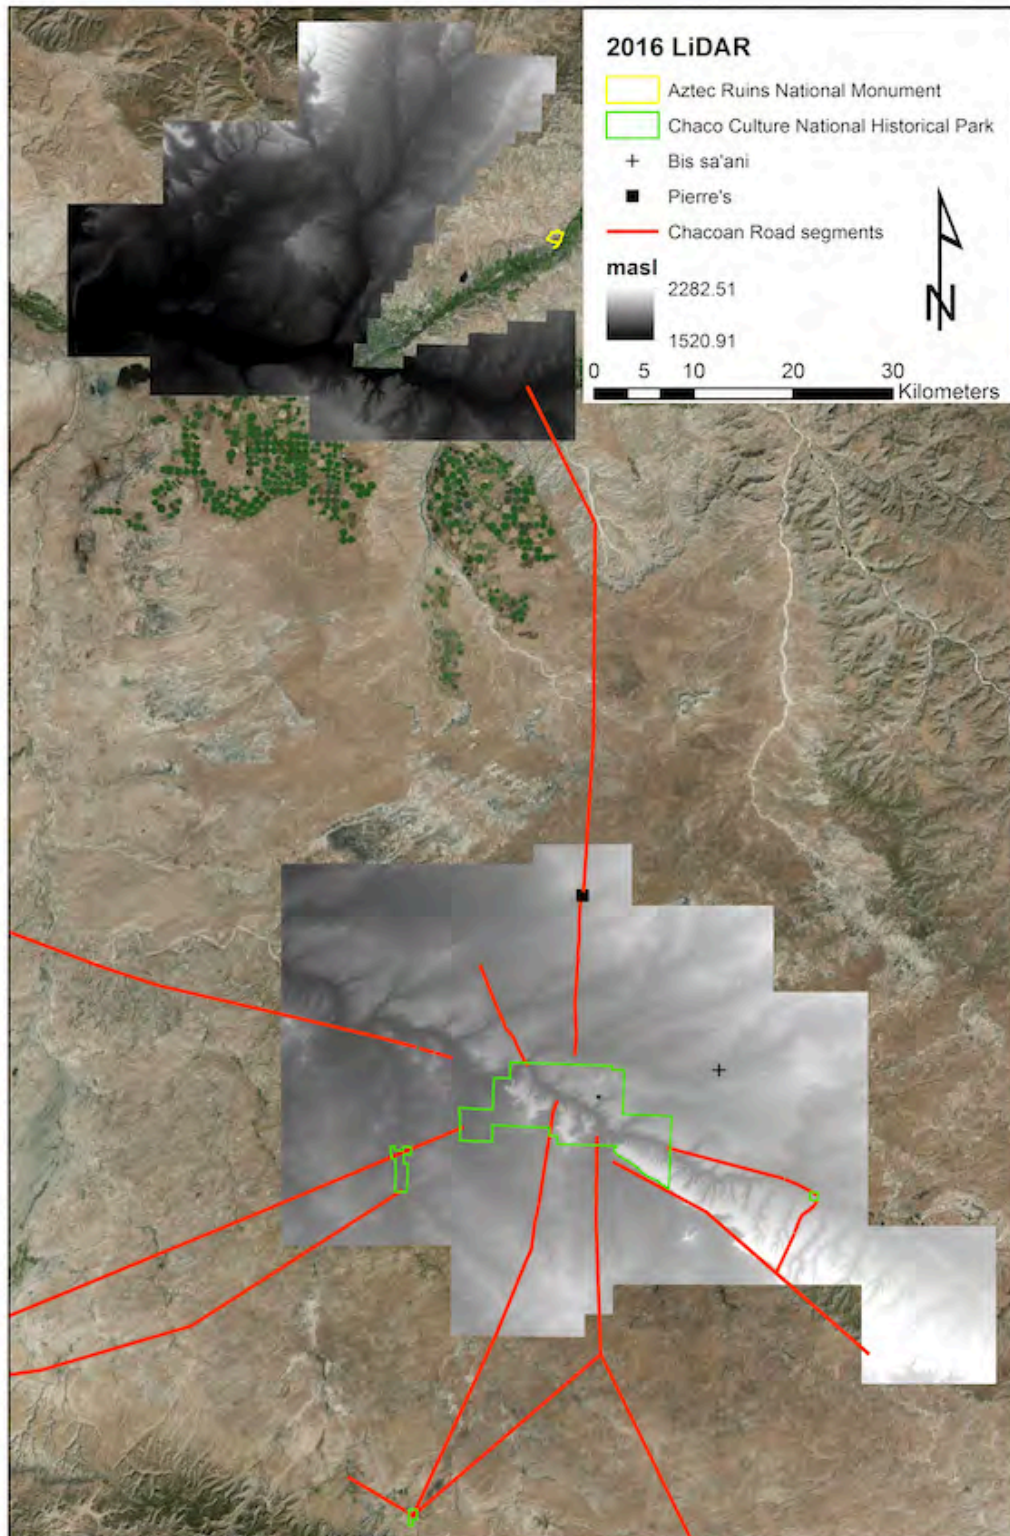 2016 LiDAR
Aztec Ruins National Monument
Chaco Culture National Historical Park
Bis sa'ani
Pierre's
Chacoan Road segments
masl
2282.51
1520.91
N
0 5 10 20 30
Kilometers